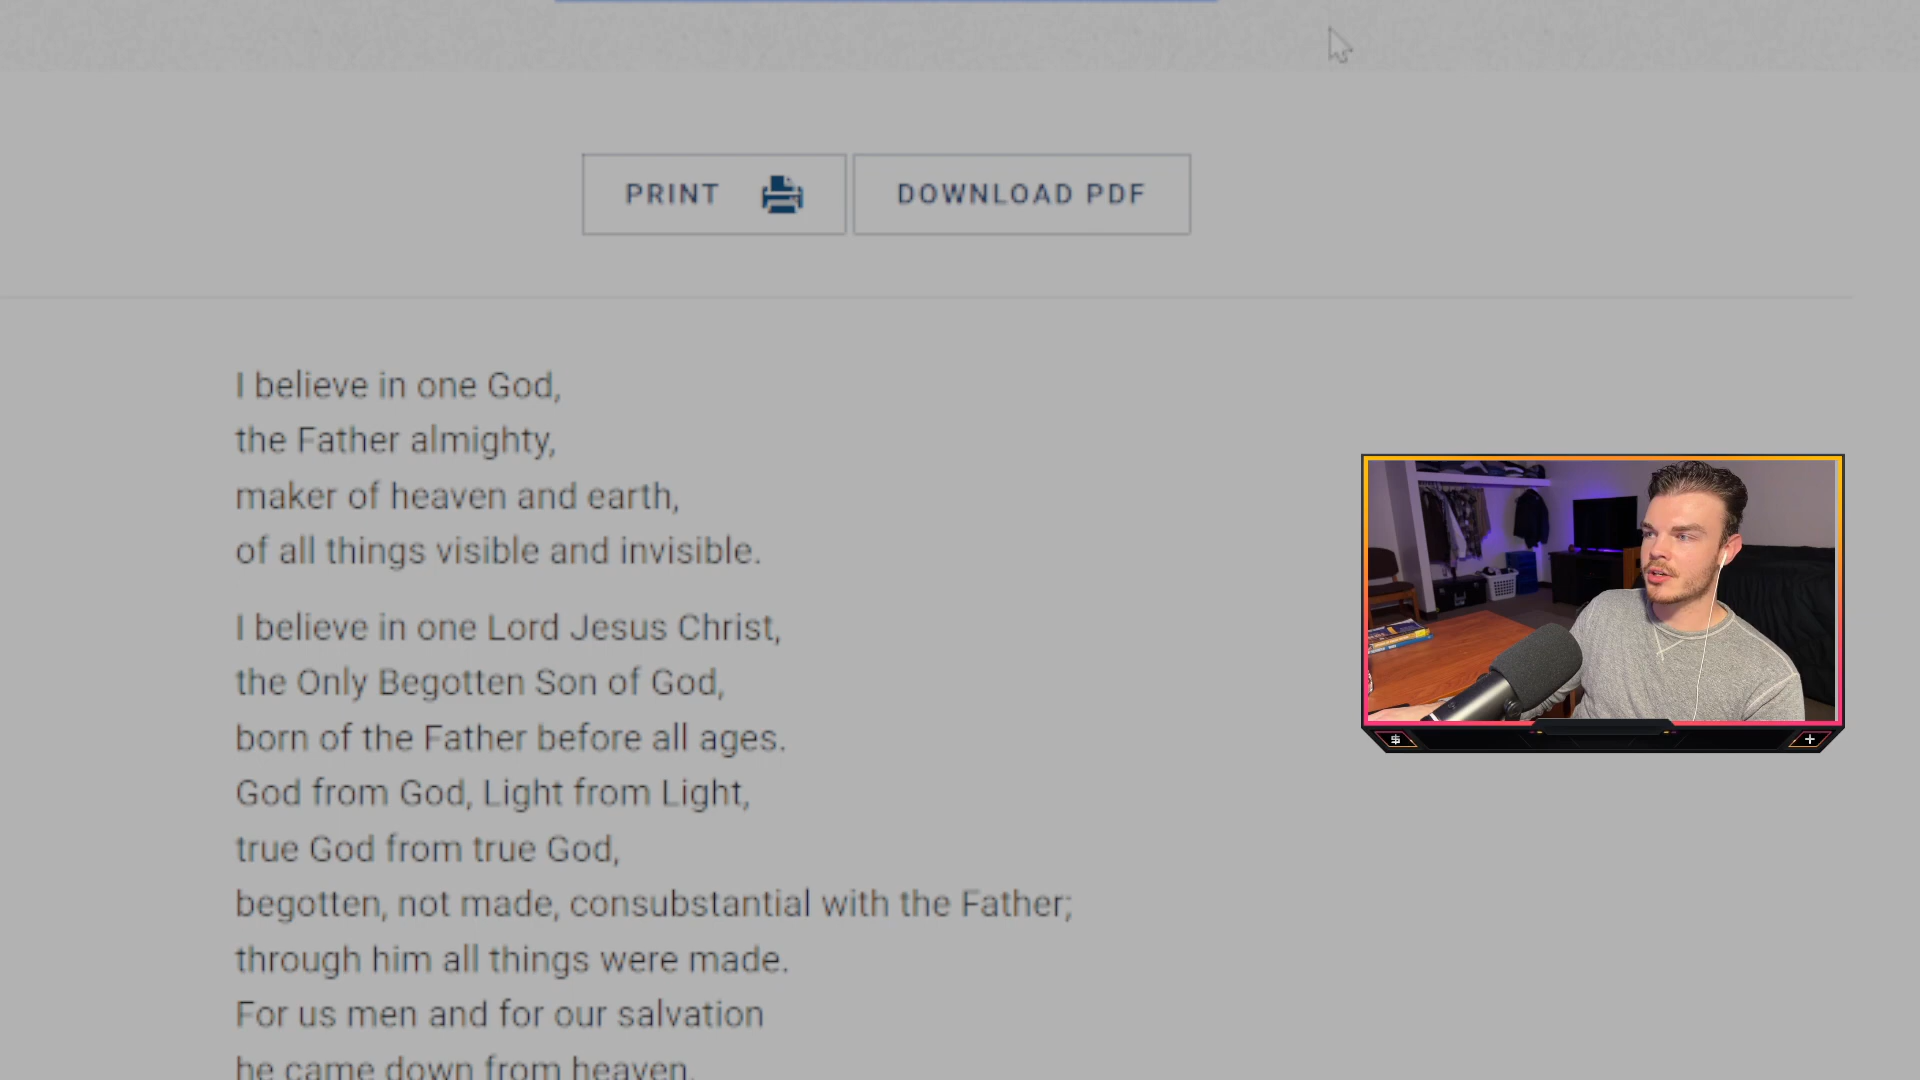 PRINT
DOWNLOAD PDF
I believe in one God,
the Father almighty,
maker of heaven and earth,
of all things visible and invisible.
I believe in one Lord Jesus Christ,
the Only Begotten Son of God,
born of the Father before all ages.
God from God, Light from Light,
true God from true God,
begotten, not made, consubstantial with the Father;
through him all things were made.
For us men and for our salvation
he came down from heaven,
$
+